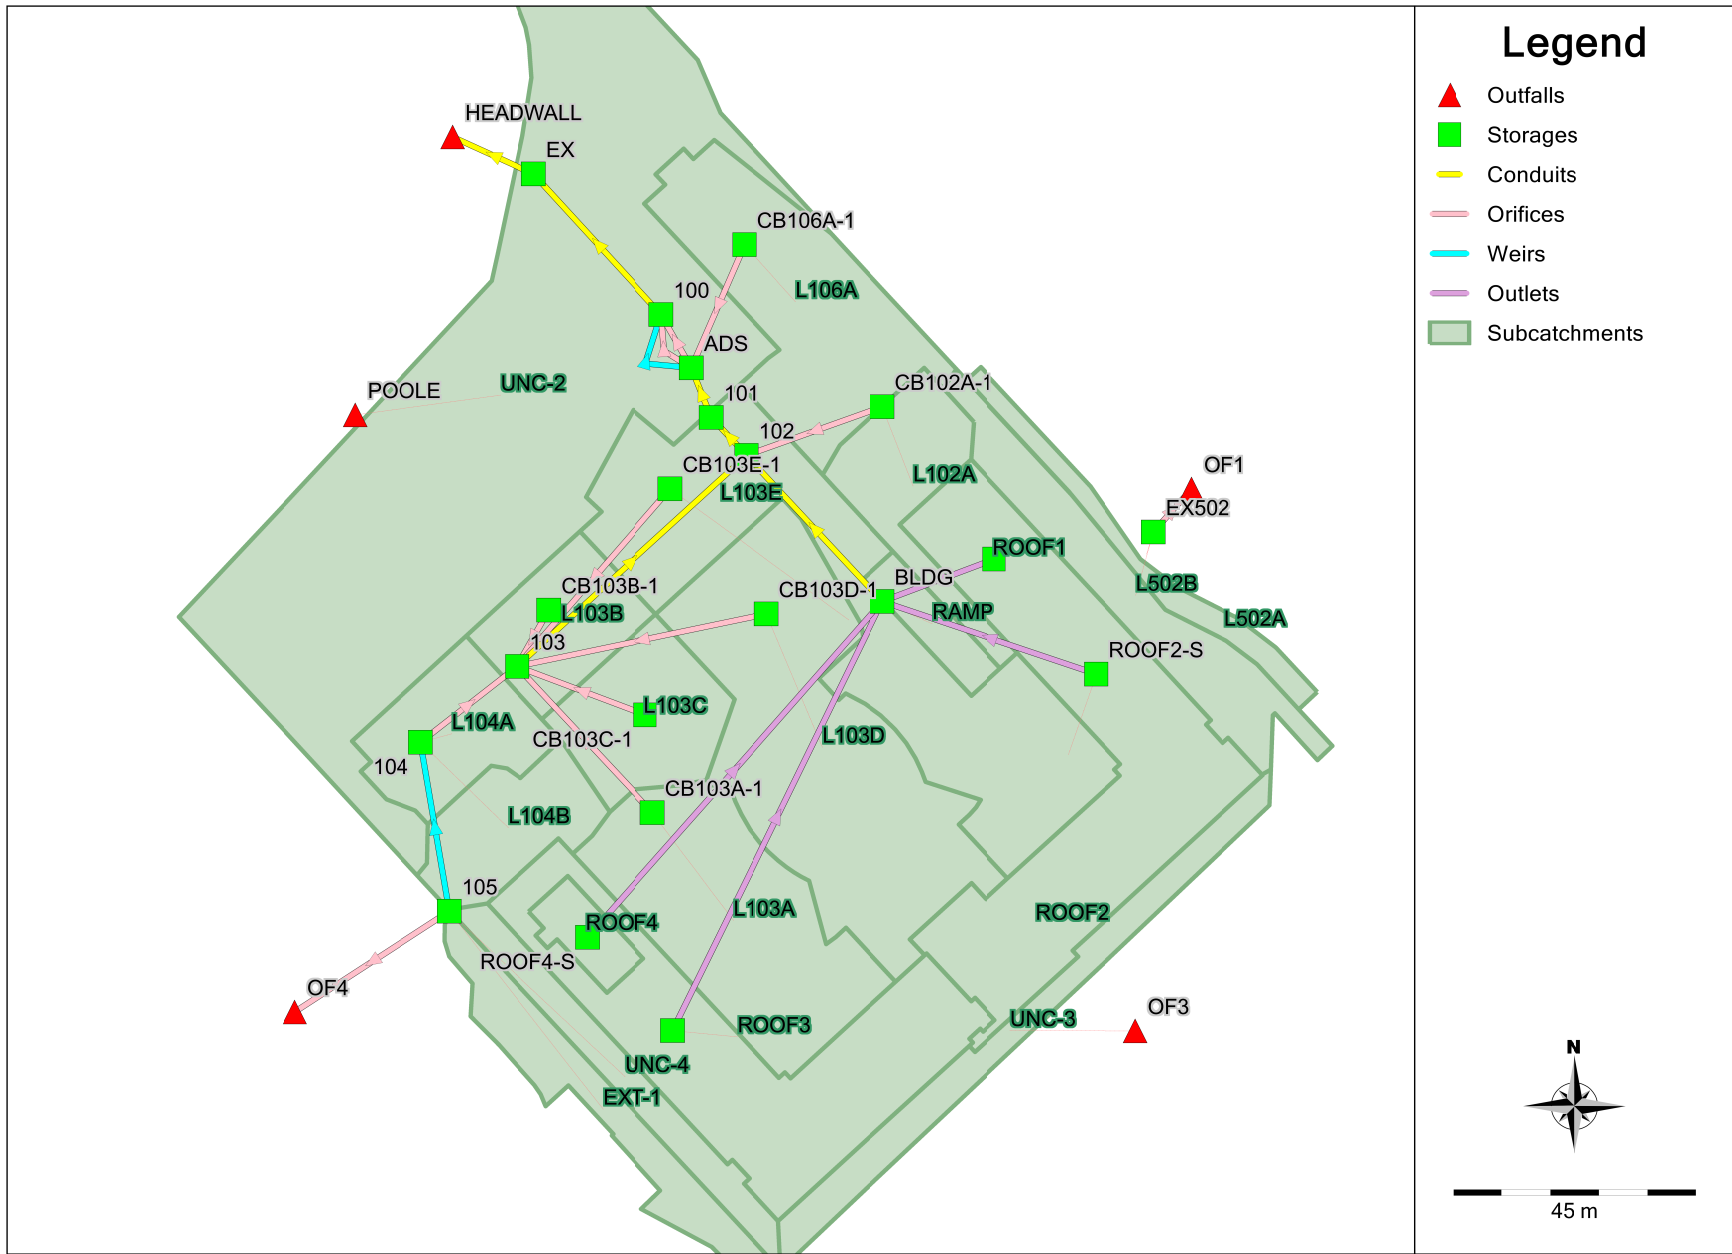 Legend
Outfalls
Storages
Conduits
Orifices
Weirs
Outlets
Subcatchments
HEADWALL
EX
CB106A-1
L106A
100
ADS
POOLE
UNC-2
101
CB102A-1
102
CB103E-1
L103E
L102A
OF1
EX502
ROOF1
CB103B-1
L103B
CB103D-1
BLDG
RAMP
L502B
L502A
103
ROOF2-S
L103C
L104A
CB103C-1
L103D
104
CB103A-1
L104B
105
L103A
ROOF2
ROOF4
ROOF4-S
OF4
ROOF3
UNC-3
OF3
UNC-4
EXT-1
N
45 m